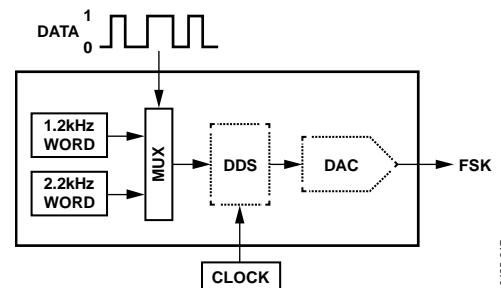 DATA
1
0
1.2kHz
WORD
2.2kHz
WORD
MUX
DDS
DAC
FSK
CLOCK